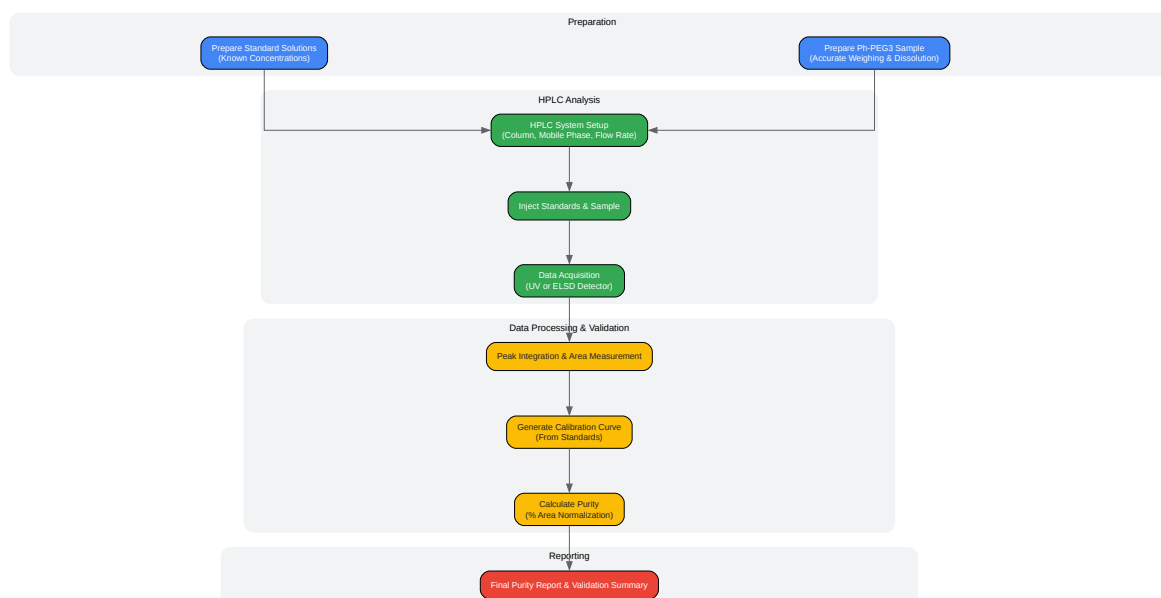 Preparation
Prepare Standard Solutions
(Known Concentrations)
Prepare Ph-PEG3 Sample
(Accurate Weighing & Dissolution)
HPLC Analysis
HPLC System Setup
(Column, Mobile Phase, Flow Rate)
Inject Standards & Sample
Data Acquisition
(UV or ELSD Detector)
Data Processing & Validation
Peak Integration & Area Measurement
Generate Calibration Curve
(From Standards)
Calculate Purity
(% Area Normalization)
Reporting
Final Purity Report & Validation Summary